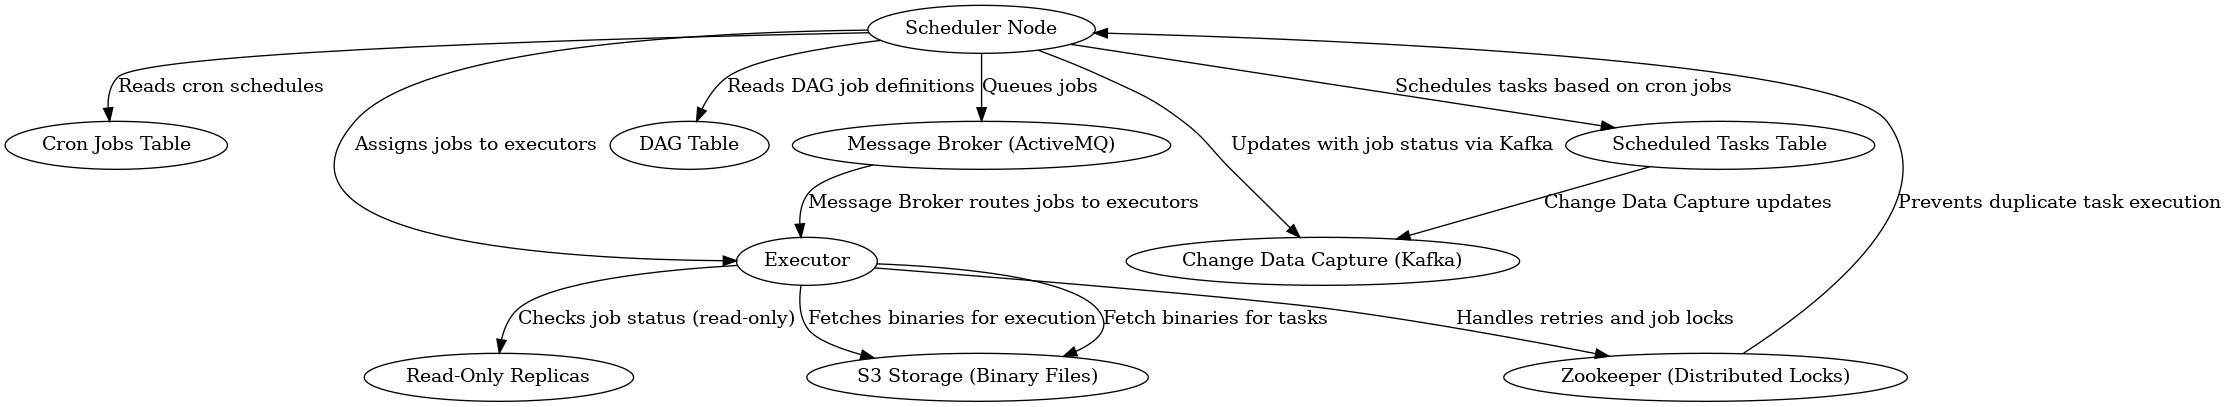 Scheduler Node
Reads cron schedules
Reads DAG job definitions
Queues jobs
Schedules tasks based on cron jobs
Cron Jobs Table
Assigns jobs to executors
DAG Table
Message Broker (ActiveMQ)
Updates with job status via Kafka
Scheduled Tasks Table
Message Broker routes jobs to executors
Change Data Capture updates
Prevents duplicate task execution
Executor
Change Data Capture (Kafka)
Checks job status (read-only)
Fetches binaries for execution
Fetch binaries for tasks
Handles retries and job locks
Read-Only Replicas
S3 Storage (Binary Files)
Zookeeper (Distributed Locks)